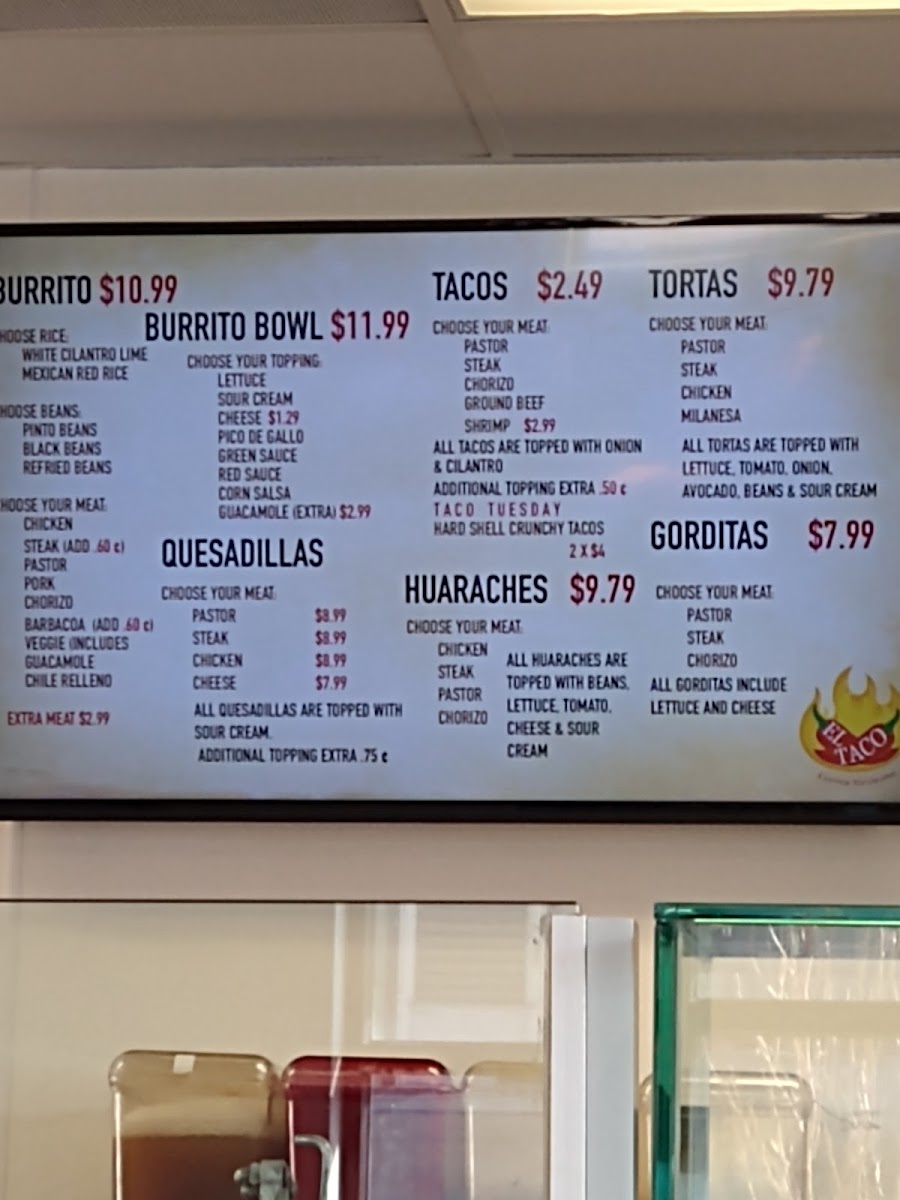 BURRITO $10.99
HOOSE RICE:
WHITE CILANTRO LIME
MEXICAN RED RICE
HOOSE BEANS:
PINTO BEANS
BLACK BEANS
REFRIED BEANS
HOOSE YOUR MEAT:
CHICKEN
STEAK (ADD .60 ¢)
PASTOR
PORK
CHORIZO
BARBACOA (ADD .60 ¢)
VEGGIE (INCLUDES
GUACAMOLE
CHILE RELLENO
EXTRA MEAT $2.99
BURRITO BOWL $11.99
CHOOSE YOUR TOPPING:
LETTUCE
SOUR CREAM
CHEESE $1.29
PICO DE GALLO
GREEN SAUCE
RED SAUCE
CORN SALSA
GUACAMOLE (EXTRA) $2.99
QUESADILLAS
CHOOSE YOUR MEAT:
PASTOR $8.99
STEAK $8.99
CHICKEN $8.99
CHEESE $7.99
ALL QUESADILLAS ARE TOPPED WITH
SOUR CREAM.
ADDITIONAL TOPPING EXTRA .75 ¢
TACOS $2.49
CHOOSE YOUR MEAT:
PASTOR
STEAK
CHORIZO
GROUND BEEF
SHRIMP $2.99
ALL TACOS ARE TOPPED WITH ONION
& CILANTRO
ADDITIONAL TOPPING EXTRA .50 ¢
TACO TUESDAY
HARD SHELL CRUNCHY TACOS
2 X $4
HUARACHES $9.79
CHOOSE YOUR MEAT:
CHICKEN
STEAK
PASTOR
CHORIZO
ALL HUARACHES ARE
TOPPED WITH BEANS,
LETTUCE, TOMATO,
CHEESE & SOUR
CREAM
TORTAS $9.79
CHOOSE YOUR MEAT:
PASTOR
STEAK
CHICKEN
MILANESA
ALL TORTAS ARE TOPPED WITH
LETTUCE, TOMATO, ONION,
AVOCADO, BEANS & SOUR CREAM
GORDITAS $7.99
CHOOSE YOUR MEAT:
PASTOR
STEAK
CHORIZO
ALL GORDITAS INCLUDE
LETTUCE AND CHEESE
EL
TACO